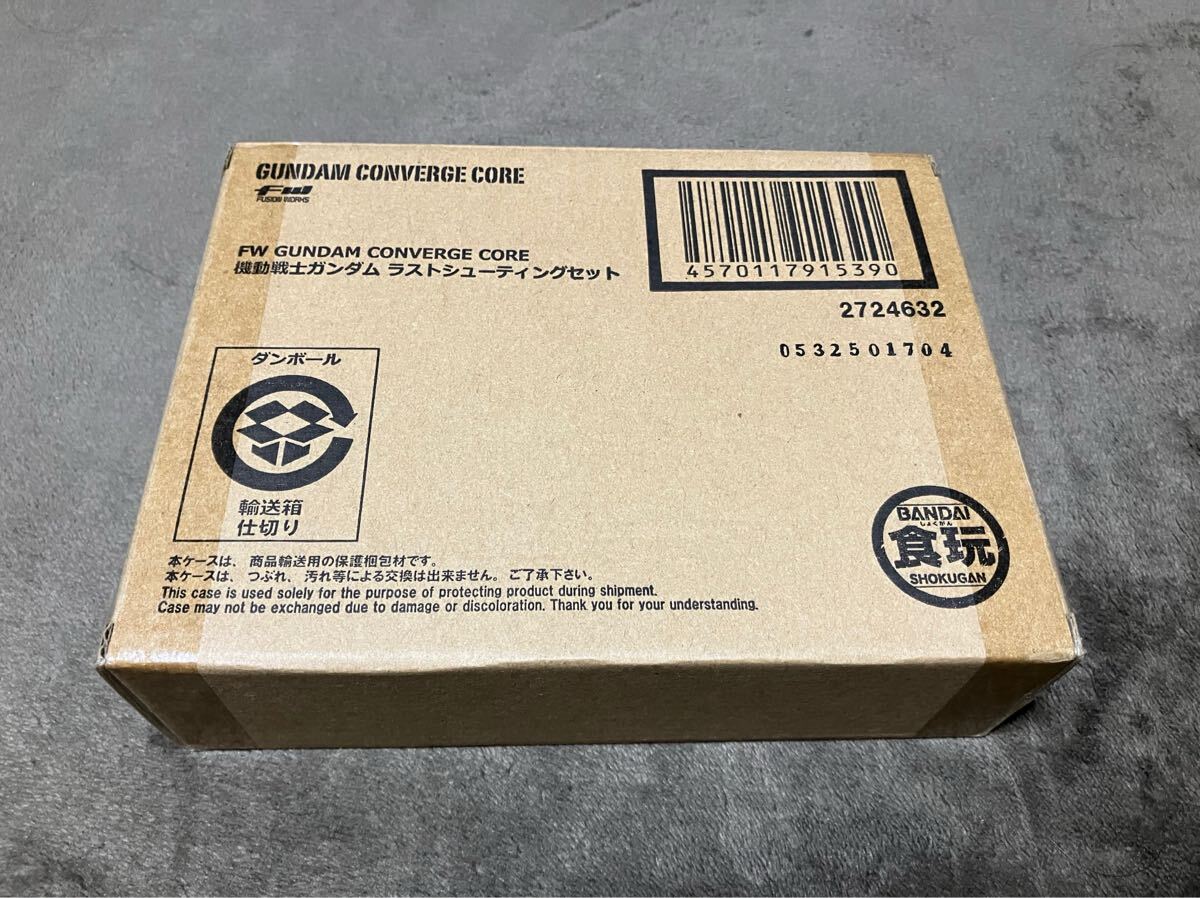 GUNDAM CONVERGE CORE
FW
FUSION WORKS
FW GUNDAM CONVERGE CORE
機動戦士ガンダム ラストシューティングセット
4570117915390
2724632
0532501704
ダンボール
輸送箱
仕切り
BANDAI
しょくがん
食玩
SHOKUGAN
本ケースは、商品輸送用の保護梱包材です。
本ケースは、つぶれ、汚れ等による交換は出来ません。ご了承下さい。
This case is used solely for the purpose of protecting product during shipment.
Case may not be exchanged due to damage or discoloration. Thank you for your understanding.